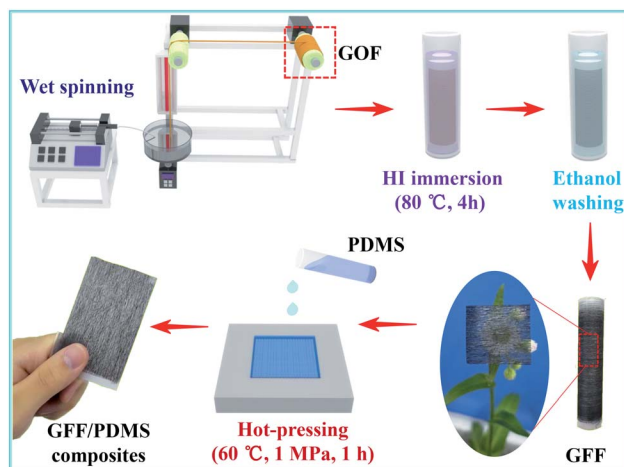 GOF
Wet spinning
HI immersion
(80 ℃, 4h)
Ethanol
washing
PDMS
GFF/PDMS
composites
Hot-pressing
(60 ℃, 1 MPa, 1 h)
GFF